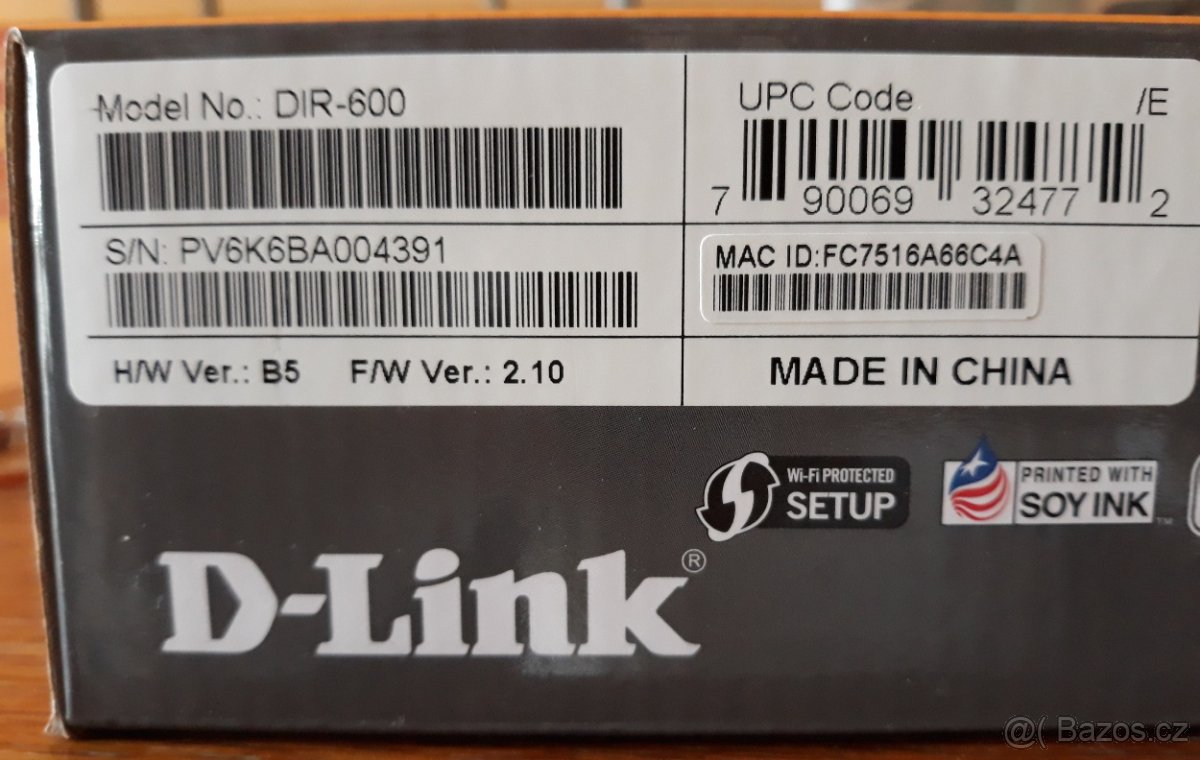 Model No.: DIR-600
UPC Code /E
7 90069 32477 2
S/N: PV6K6BA004391
MAC ID:FC7516A66C4A
H/W Ver.: B5 F/W Ver.: 2.10
MADE IN CHINA
Wi-Fi PROTECTED
SETUP
PRINTED WITH
SOY INK™
D-Link®
@( Bazos.cz